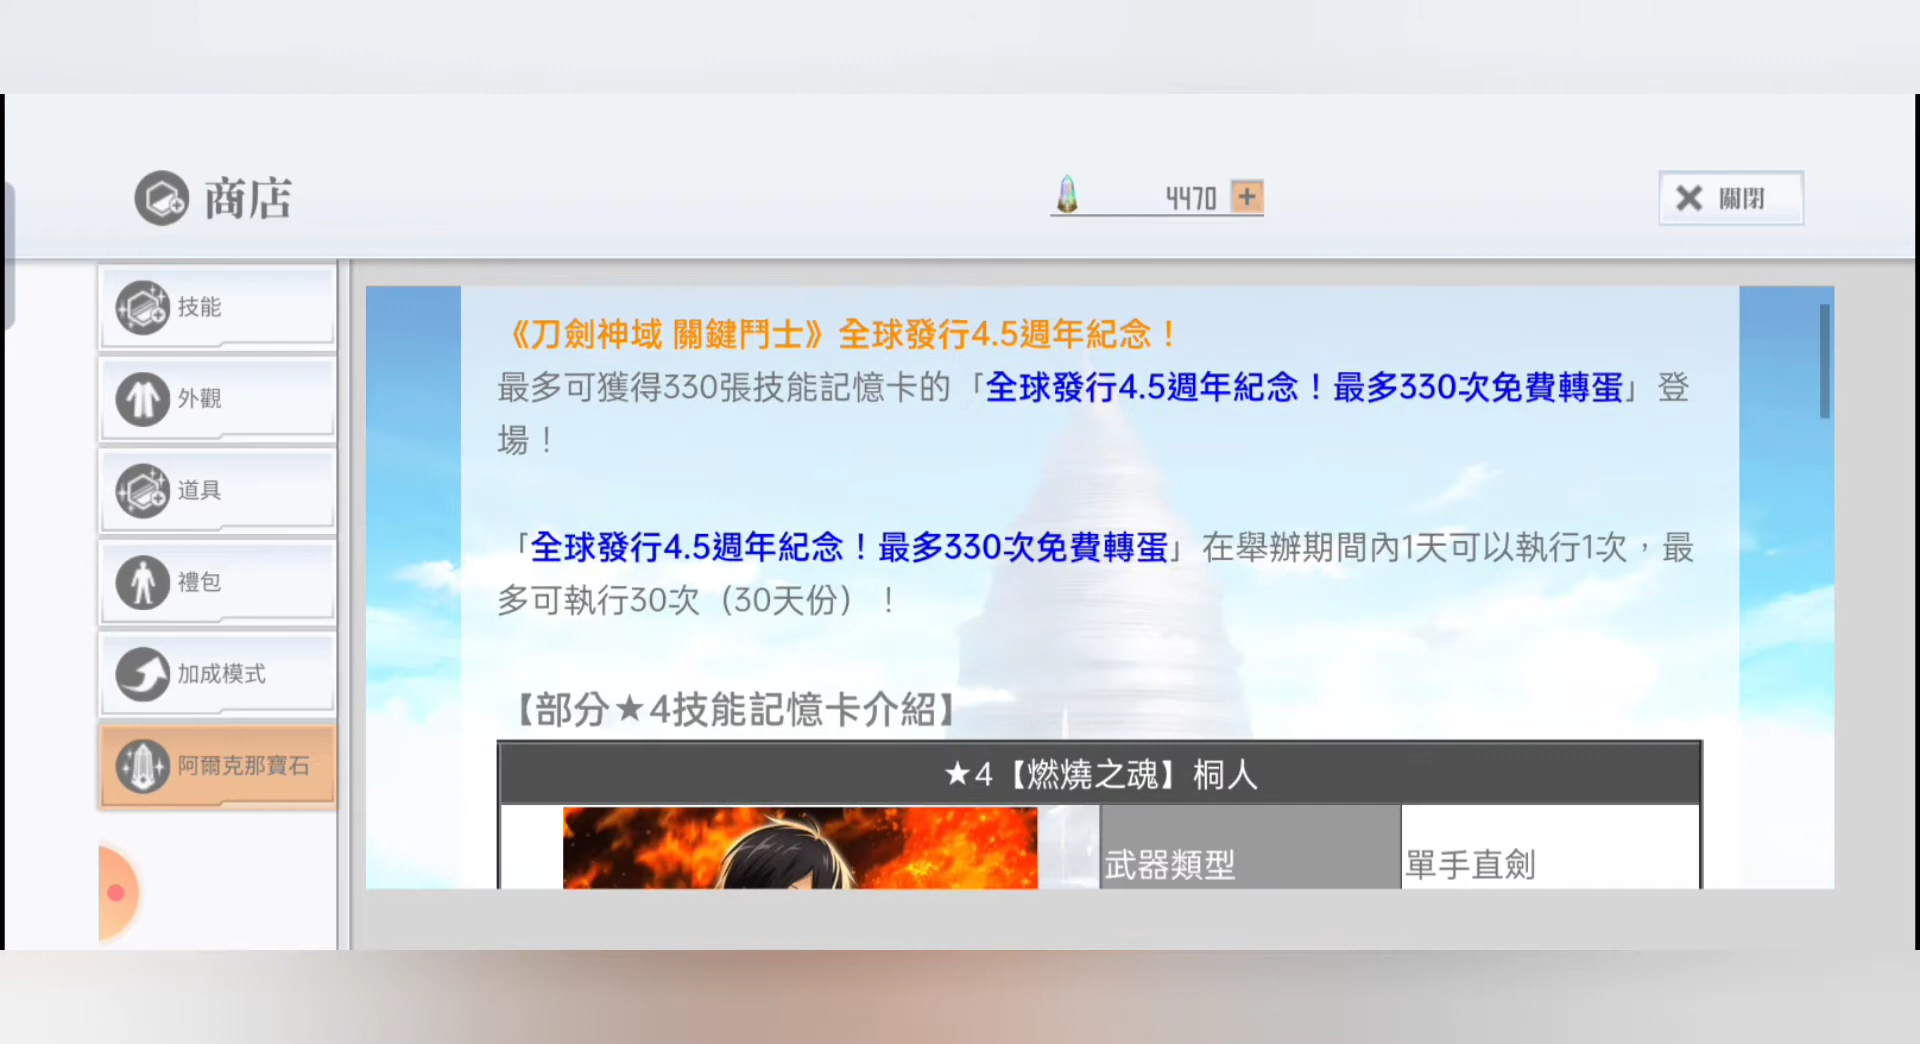 商店
4470
關閉
技能
外觀
道具
禮包
加成模式
阿爾克那寶石
《刀劍神域 關鍵鬥士》全球發行4.5週年紀念！
最多可獲得330張技能記憶卡的「全球發行4.5週年紀念！最多330次免費轉蛋」登
場！
「全球發行4.5週年紀念！最多330次免費轉蛋」在舉辦期間內1天可以執行1次，最
多可執行30次（30天份）！
【部分★4技能記憶卡介紹】
★4【燃燒之魂】桐人
武器類型
單手直劍